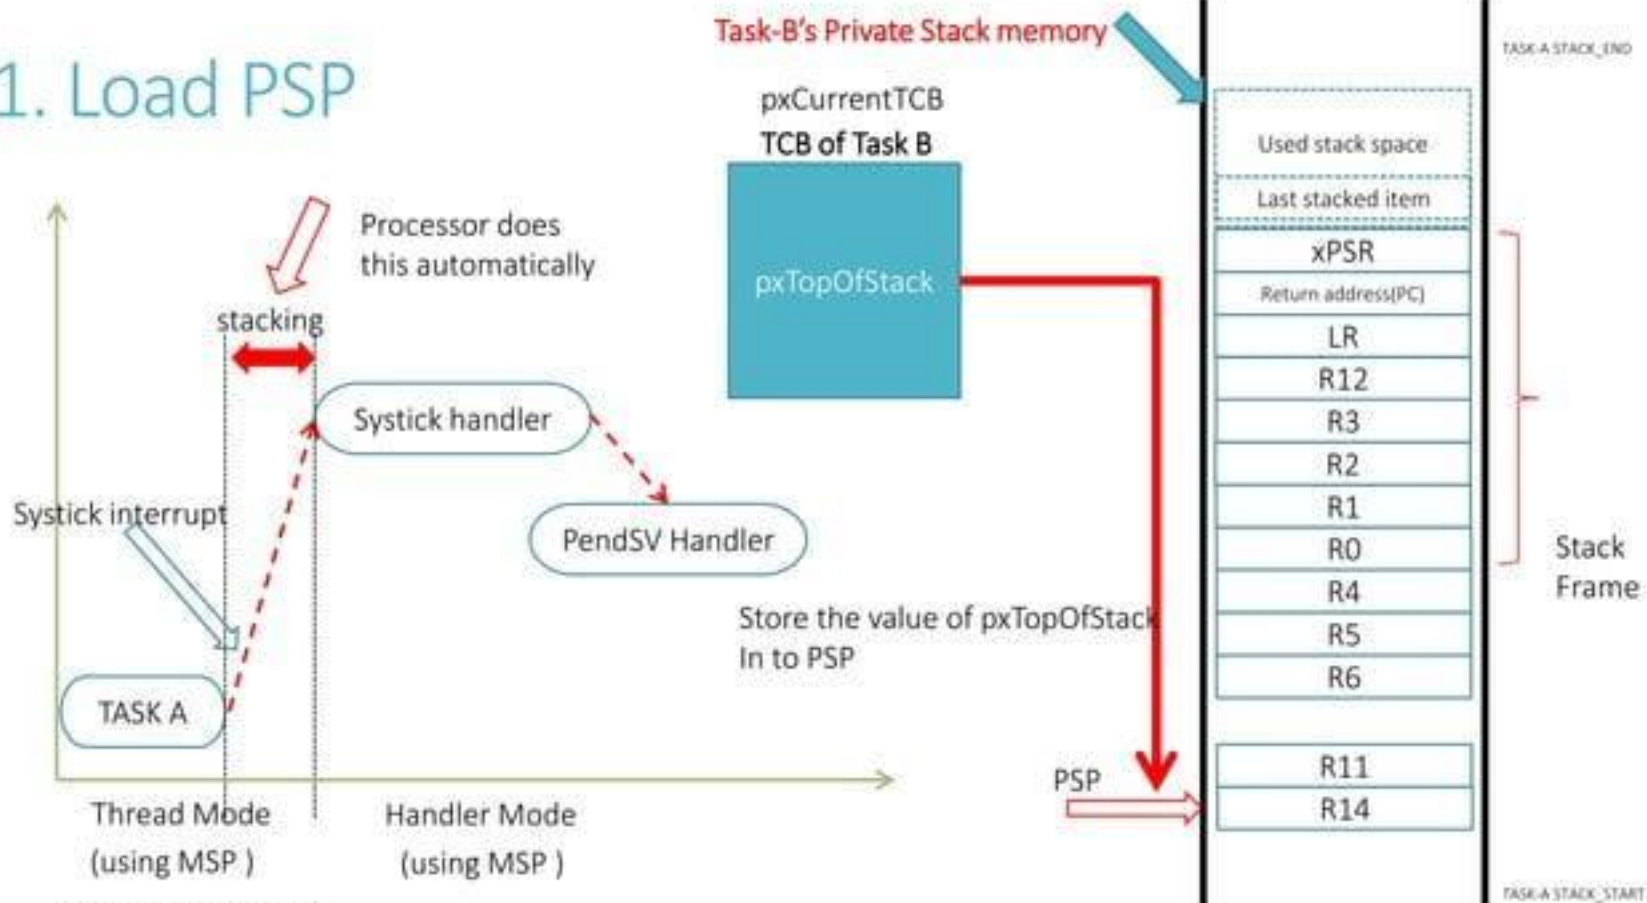 1. Load PSP
Task-B's Private Stack memory
pxCurrentTCB
TCB of Task B
pxTopOfStack
Processor does
this automatically
stacking
Systick handler
Systick interrupt
PendSV Handler
TASK A
Thread Mode
(using MSP )
Handler Mode
(using MSP )
Store the value of pxTopOfStack
In to PSP
PSP
TASK-A STACK_END
Used stack space
Last stacked item
xPSR
Return address(PC)
LR
R12
R3
R2
R1
R0
R4
R5
R6
R11
R14
Stack
Frame
TASK-A STACK_START